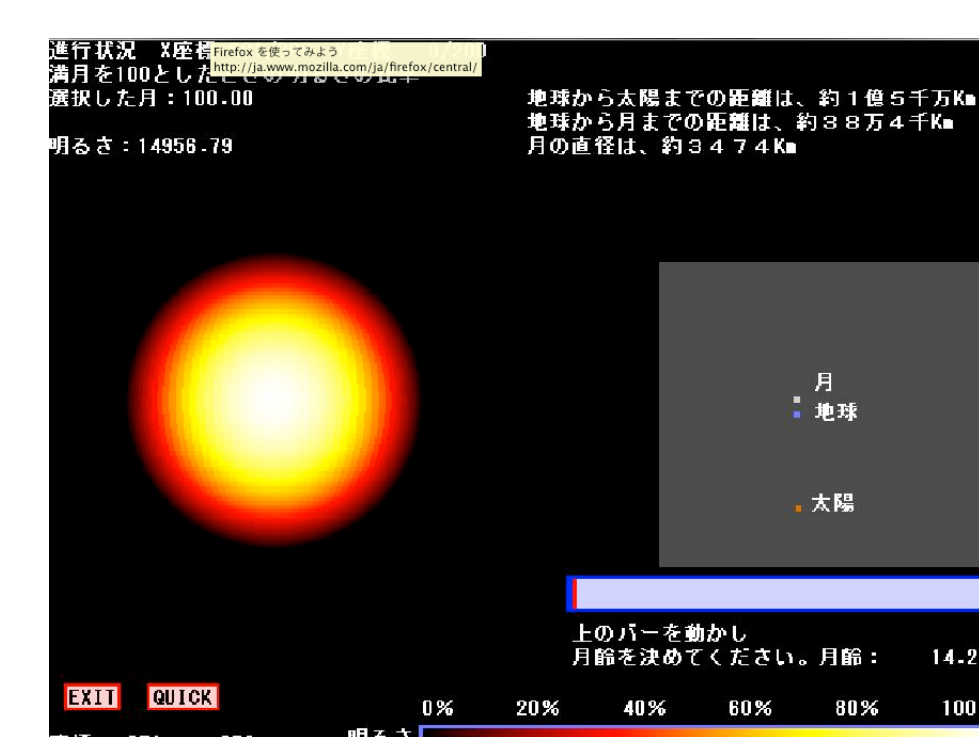 進行状況 X座標
0/200
Firefox を使ってみよう
http://ja.www.mozilla.com/ja/firefox/central/
満月を100とした
選択した月:100.00
明るさ:14956.79
地球から太陽までの距離は、約1億5千万Km
地球から月までの距離は、約38万4千Km
月の直径は、約3474Km
月
地球
太陽
上のバーを動かし
月齢を決めてください。月齢: 14.2
EXIT QUICK
0% 20% 40% 60% 80% 100
明るさ